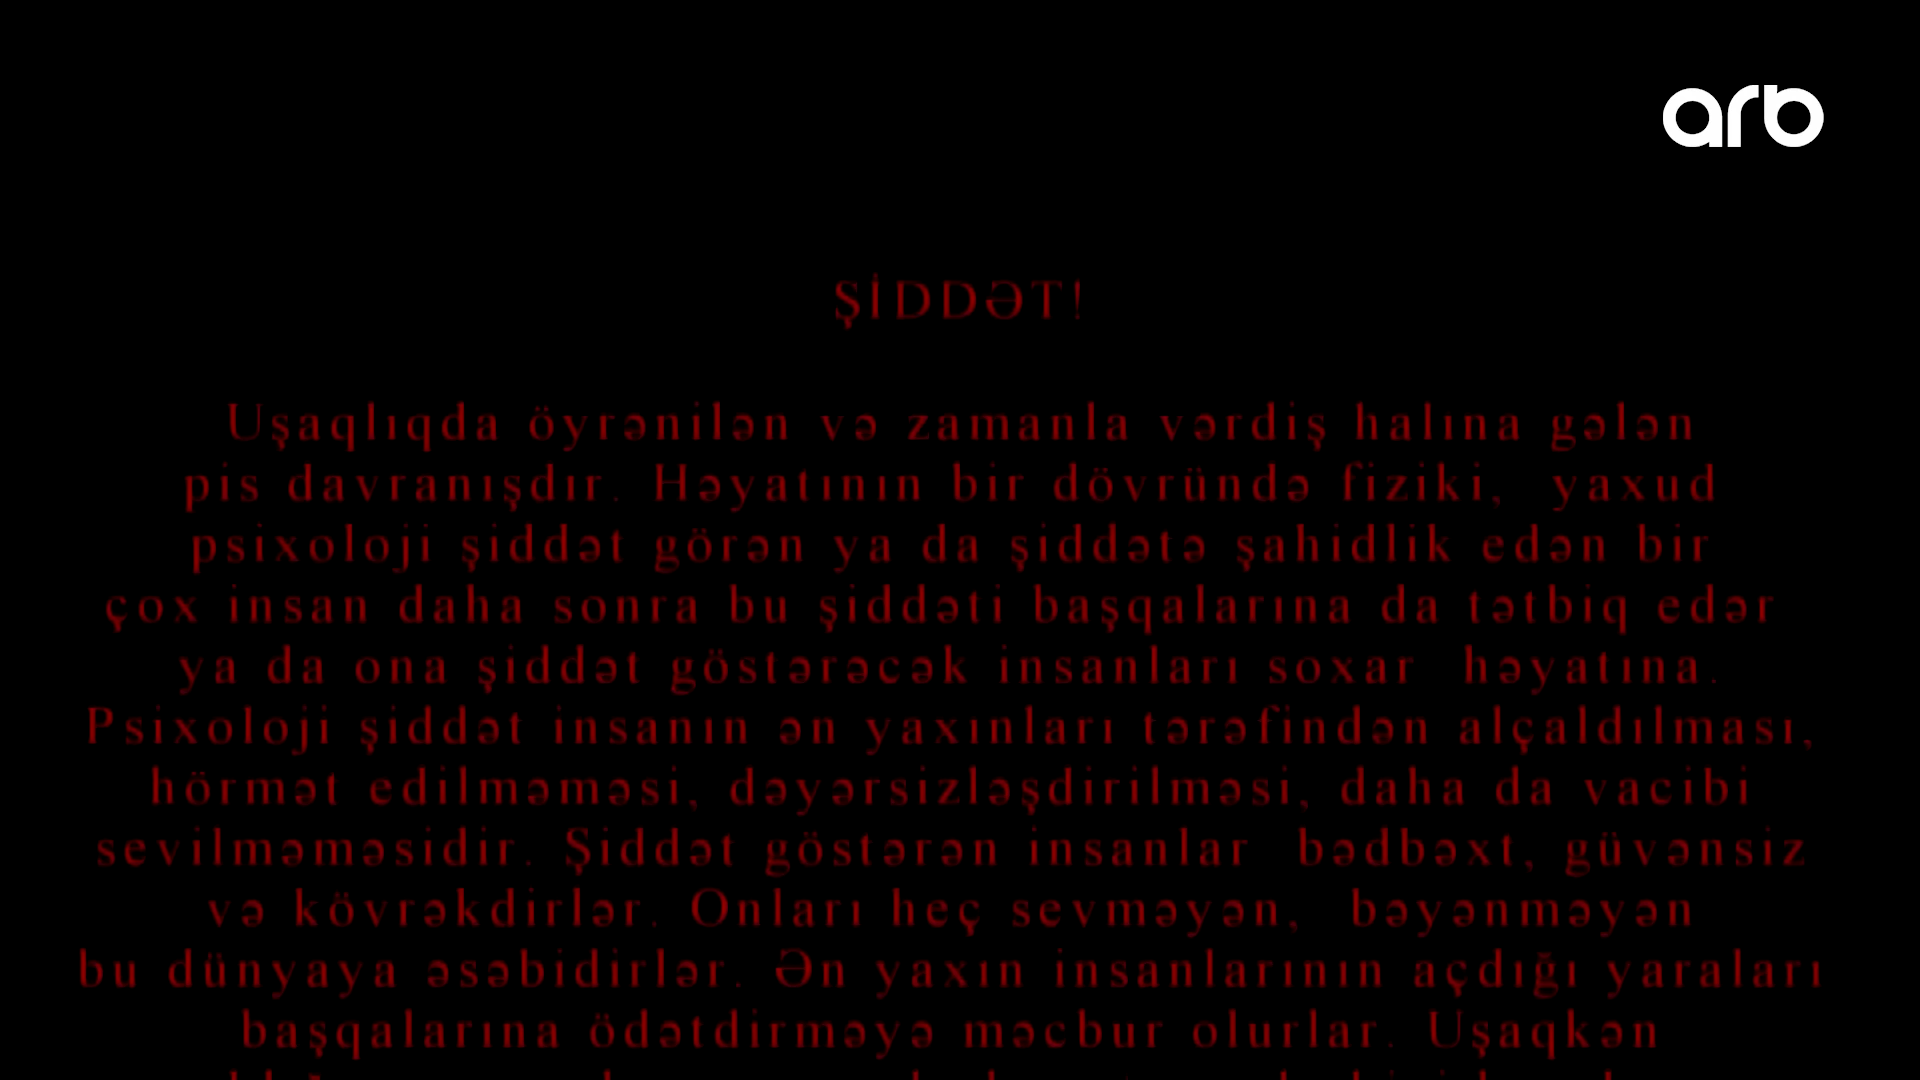 arb
ŞİDDƏT!
Uşaqlıqda öyrənilən və zamanla vərdiş halına gələn
pis davranışdır. Həyatının bir dövründə fiziki, yaxud
psixoloji şiddət görən ya da şiddətə şahidlik edən bir
çox insan daha sonra bu şiddəti başqalarına da tətbiq edər
ya da ona şiddət göstərəcək insanları soxar həyatına.
Psixoloji şiddət insanın ən yaxınları tərəfindən alçaldılması,
hörmət edilməməsi, dəyərsizləşdirilməsi, daha da vacibi
sevilməməsidir. Şiddət göstərən insanlar bədbəxt, güvənsiz
və kövrəkdirlər. Onları heç sevməyən, bəyənməyən
bu dünyaya əsəbidirlər. Ən yaxın insanlarının açdığı yaraları
başqalarına ödətdirməyə məcbur olurlar. Uşaqkən